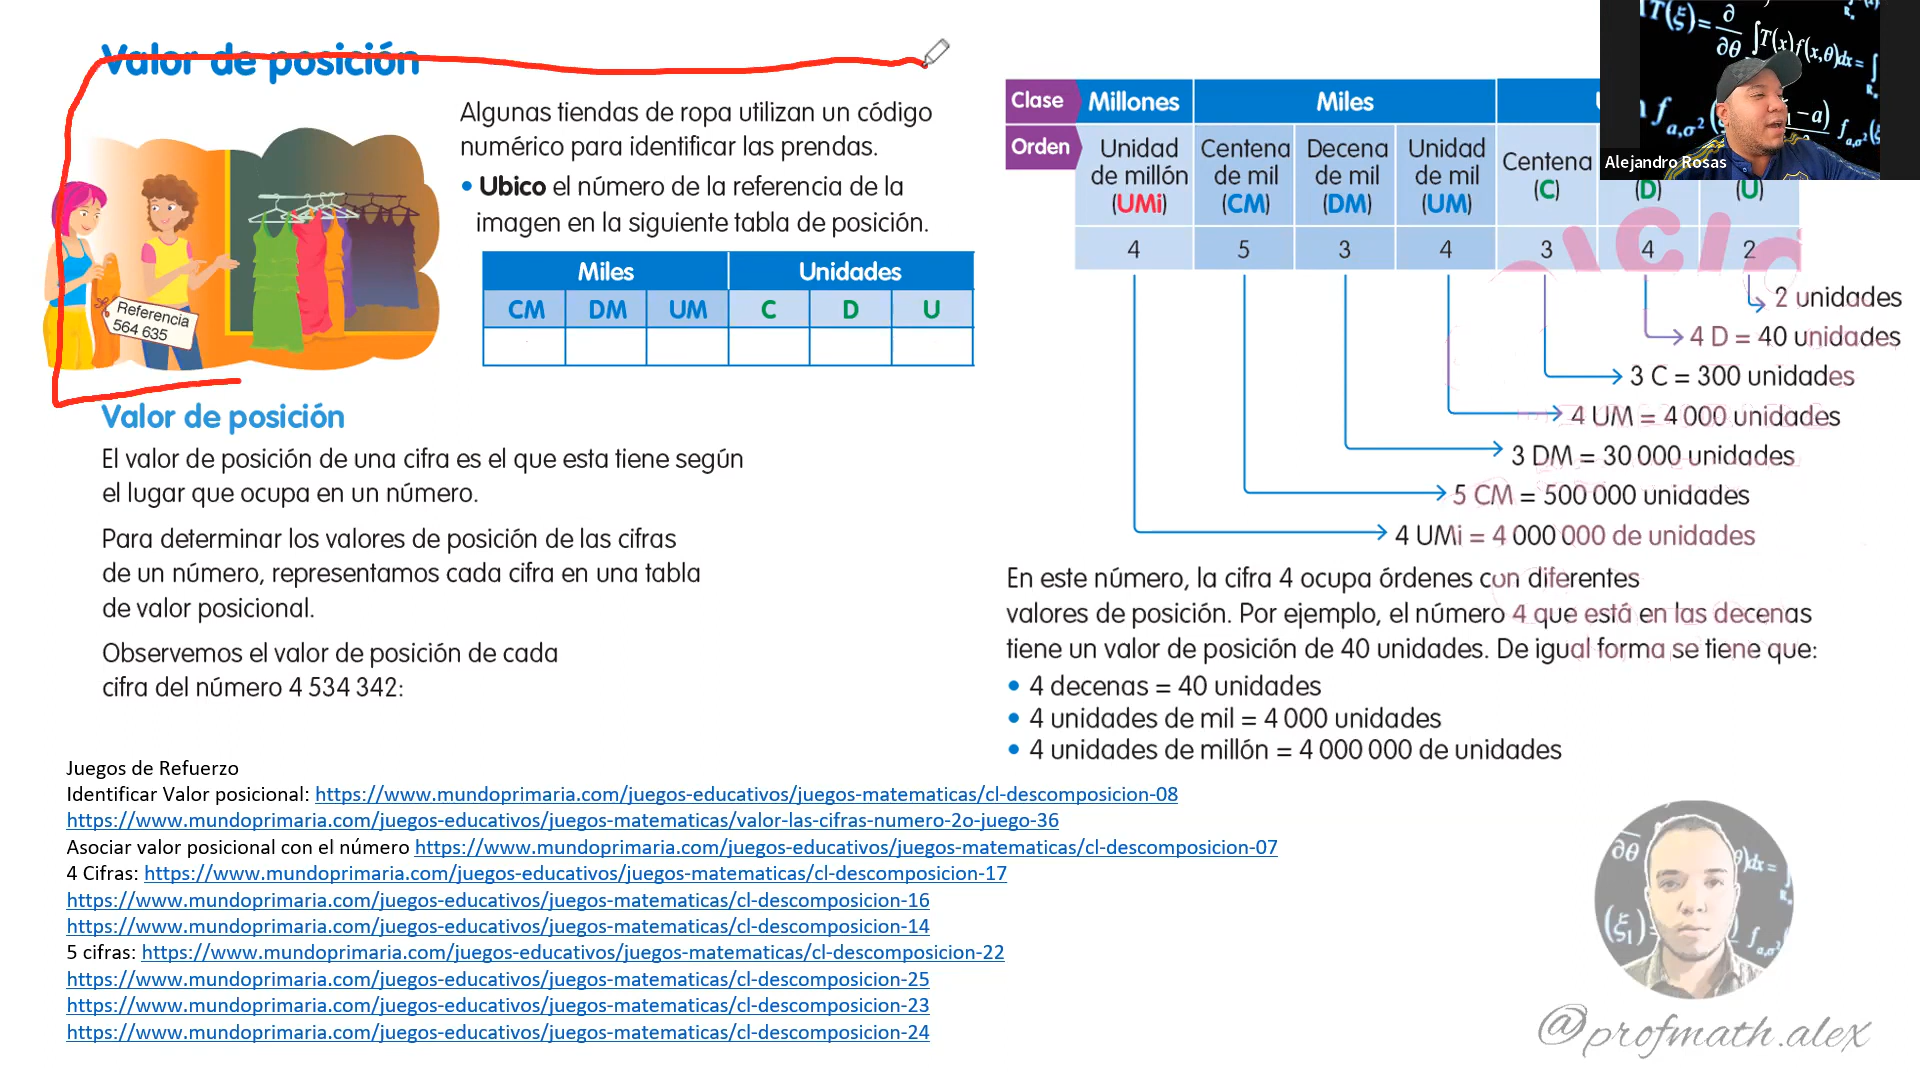 Valor de posición
Algunas tiendas de ropa utilizan un código
numérico para identificar las prendas.
• Ubico el número de la referencia de la
imagen en la siguiente tabla de posición.
Referencia
564 635
Miles Unidades
CM DM UM C D U
Valor de posición
El valor de posición de una cifra es el que esta tiene según
el lugar que ocupa en un número.
Para determinar los valores de posición de las cifras
de un número, representamos cada cifra en una tabla
de valor posicional.
Observemos el valor de posición de cada
cifra del número 4 534 342:
Clase Millones Miles
Orden Unidad de millón (UMi) Centena de mil (CM) Decena de mil (DM) Unidad de mil (UM) Centena (C) (D) (U)
4 5 3 4 3 4 2
2 unidades
4 D = 40 unidades
3 C = 300 unidades
4 UM = 4 000 unidades
3 DM = 30 000 unidades
5 CM = 500 000 unidades
4 UMi = 4 000 000 de unidades
En este número, la cifra 4 ocupa órdenes con diferentes
valores de posición. Por ejemplo, el número 4 que está en las decenas
tiene un valor de posición de 40 unidades. De igual forma se tiene que:
• 4 decenas = 40 unidades
• 4 unidades de mil = 4 000 unidades
• 4 unidades de millón = 4 000 000 de unidades
Alejandro Rosas
Juegos de Refuerzo
Identificar Valor posicional: https://www.mundoprimaria.com/juegos-educativos/juegos-matematicas/cl-descomposicion-08
https://www.mundoprimaria.com/juegos-educativos/juegos-matematicas/valor-las-cifras-numero-2o-juego-36
Asociar valor posicional con el número https://www.mundoprimaria.com/juegos-educativos/juegos-matematicas/cl-descomposicion-07
4 Cifras: https://www.mundoprimaria.com/juegos-educativos/juegos-matematicas/cl-descomposicion-17
https://www.mundoprimaria.com/juegos-educativos/juegos-matematicas/cl-descomposicion-16
https://www.mundoprimaria.com/juegos-educativos/juegos-matematicas/cl-descomposicion-14
5 cifras: https://www.mundoprimaria.com/juegos-educativos/juegos-matematicas/cl-descomposicion-22
https://www.mundoprimaria.com/juegos-educativos/juegos-matematicas/cl-descomposicion-25
https://www.mundoprimaria.com/juegos-educativos/juegos-matematicas/cl-descomposicion-23
https://www.mundoprimaria.com/juegos-educativos/juegos-matematicas/cl-descomposicion-24
@profmath.alex